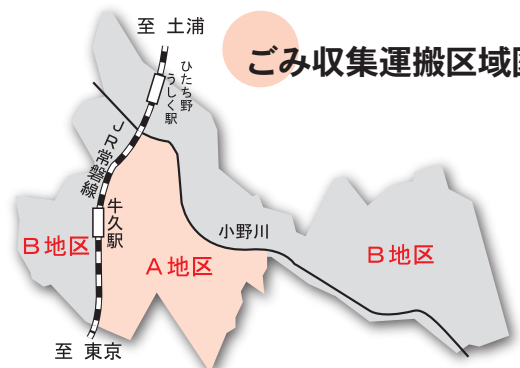 至 土浦
ごみ収集運搬区域図
ひたち野
うしく駅
JR常磐線
牛久駅
小野川
B地区
A地区
B地区
至 東京